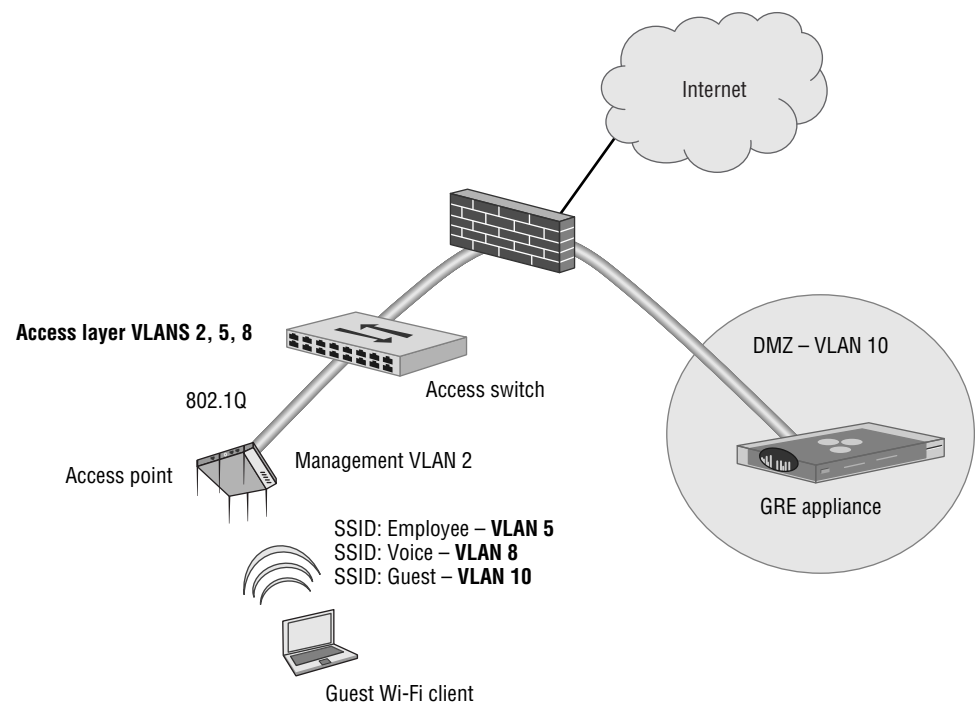 Internet
Access layer VLANS 2, 5, 8
DMZ – VLAN 10
Access switch
802.1Q
Access point
Management VLAN 2
GRE appliance
SSID: Employee – VLAN 5
SSID: Voice – VLAN 8
SSID: Guest – VLAN 10
Guest Wi-Fi client